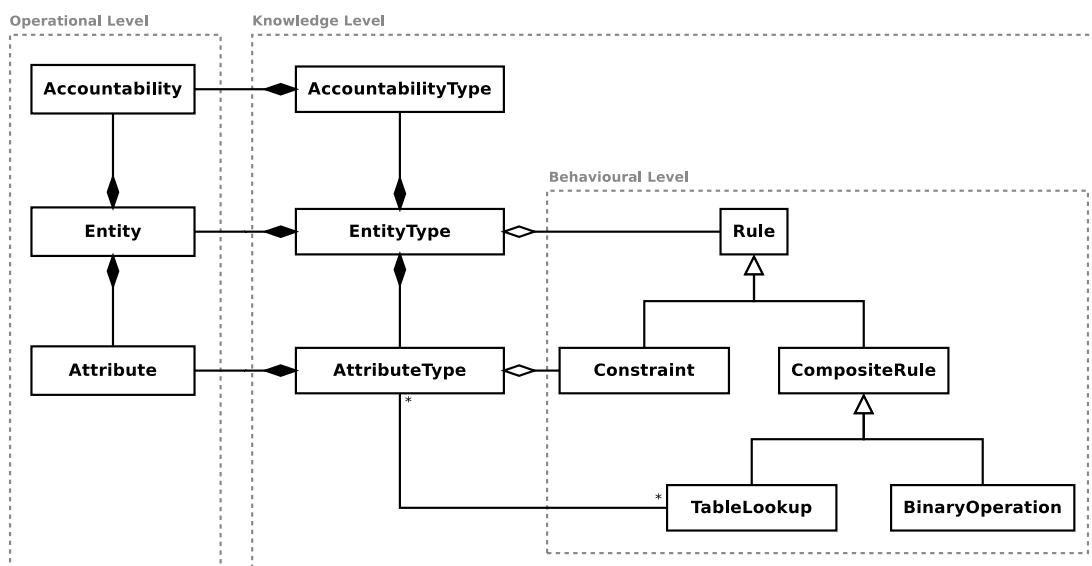 Operational Level
Knowledge Level
Accountability
AccountabilityType
Behavioural Level
Entity
EntityType
Rule
Attribute
AttributeType
Constraint
CompositeRule
*
*
TableLookup
BinaryOperation